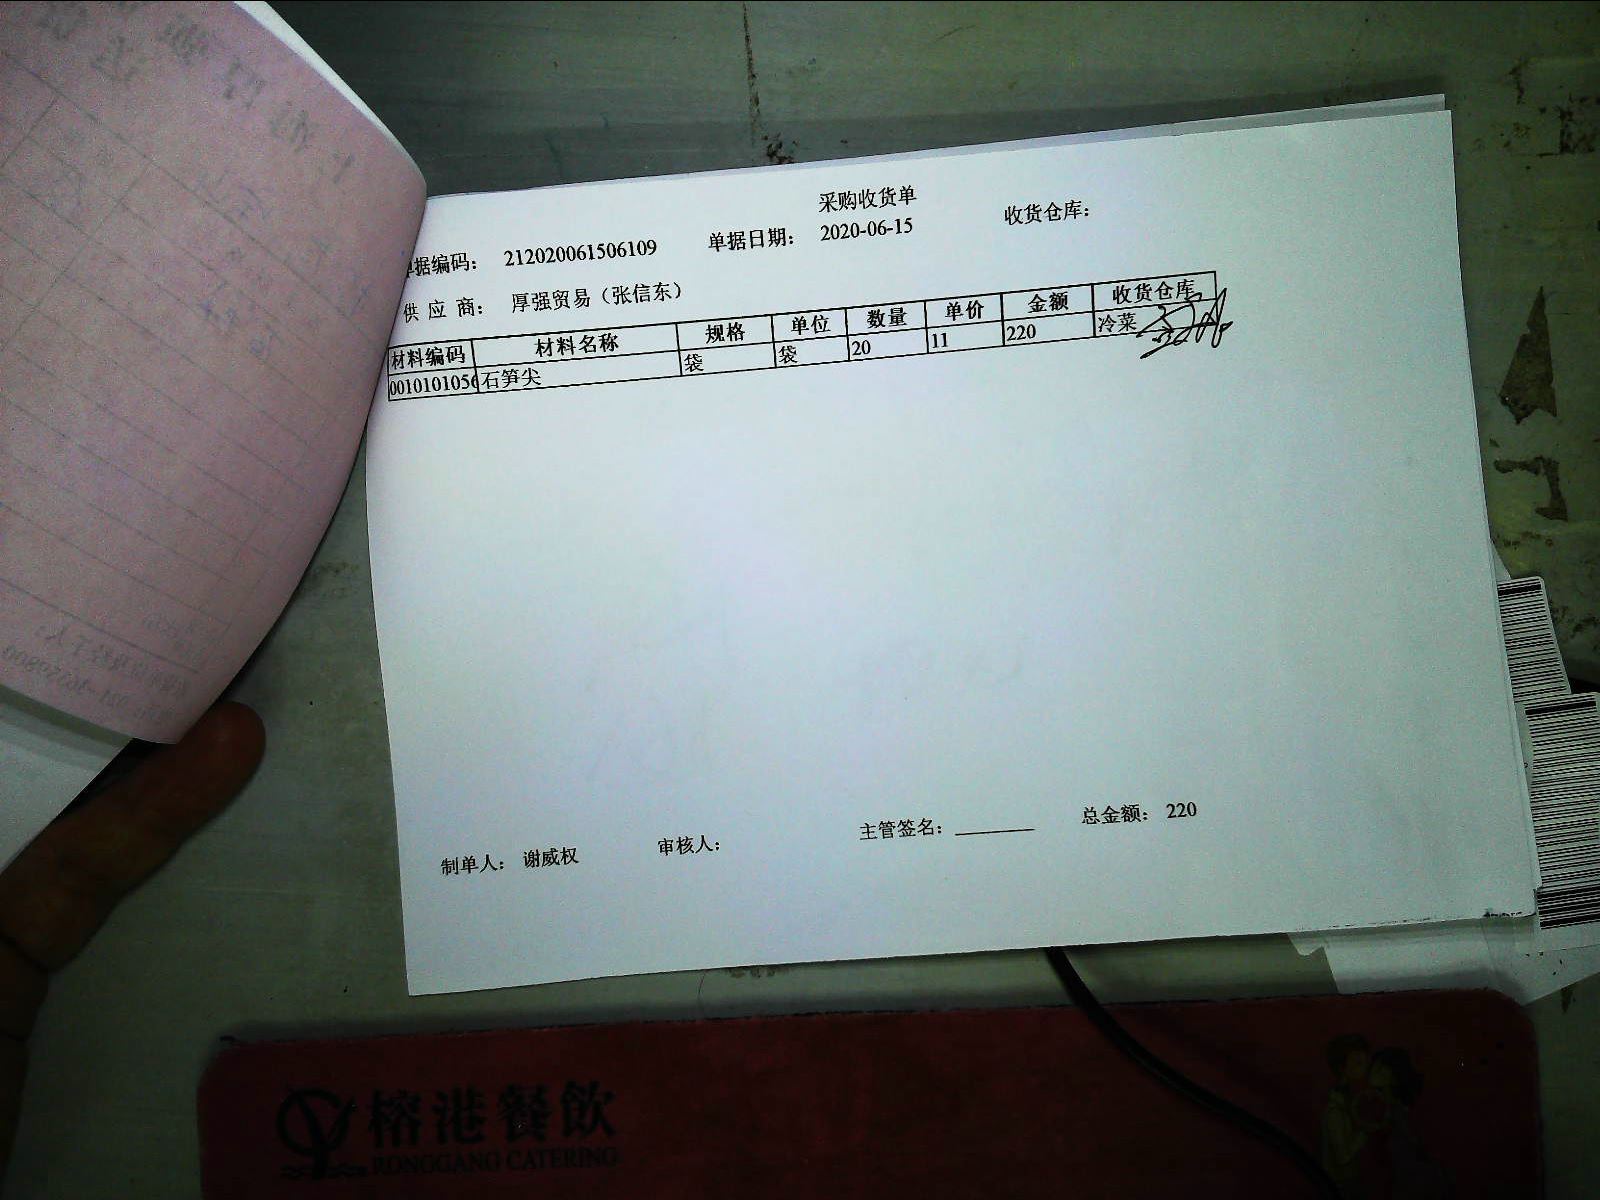 采购收货单
单据编码： 212020061506109 单据日期： 2020-06-15 收货仓库：
供 应 商： 厚强贸易（张信东）
材料编码 材料名称 规格 单位 数量 单价 金额 收货仓库
0010101056 石笋尖 袋 袋 20 11 220 冷菜
制单人： 谢威权 审核人： 主管签名：________ 总金额： 220
榕港餐飲
RONGGANG CATERING